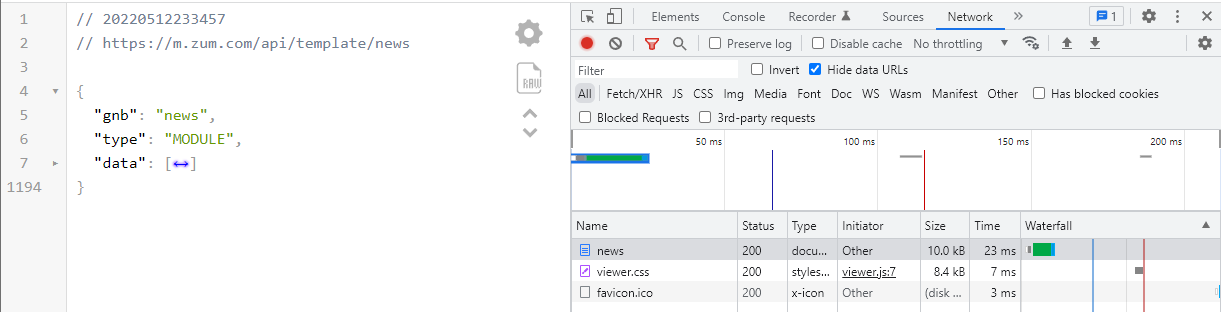 1 // 20220512233457
2 // https://m.zum.com/api/template/news
3
4 {
5 "gnb": "news",
6 "type": "MODULE",
7 "data": [↔]
1194 }
RAW
Elements Console Recorder Sources Network » 1
Preserve log Disable cache No throttling
Filter Invert Hide data URLs
All Fetch/XHR JS CSS Img Media Font Doc WS Wasm Manifest Other Has blocked cookies
Blocked Requests 3rd-party requests
50 ms 100 ms 150 ms 200 ms
Name Status Type Initiator Size Time Waterfall
news 200 docu... Other 10.0 kB 23 ms
viewer.css 200 styles... viewer.js:7 8.4 kB 7 ms
favicon.ico 200 x-icon Other (disk ... 3 ms